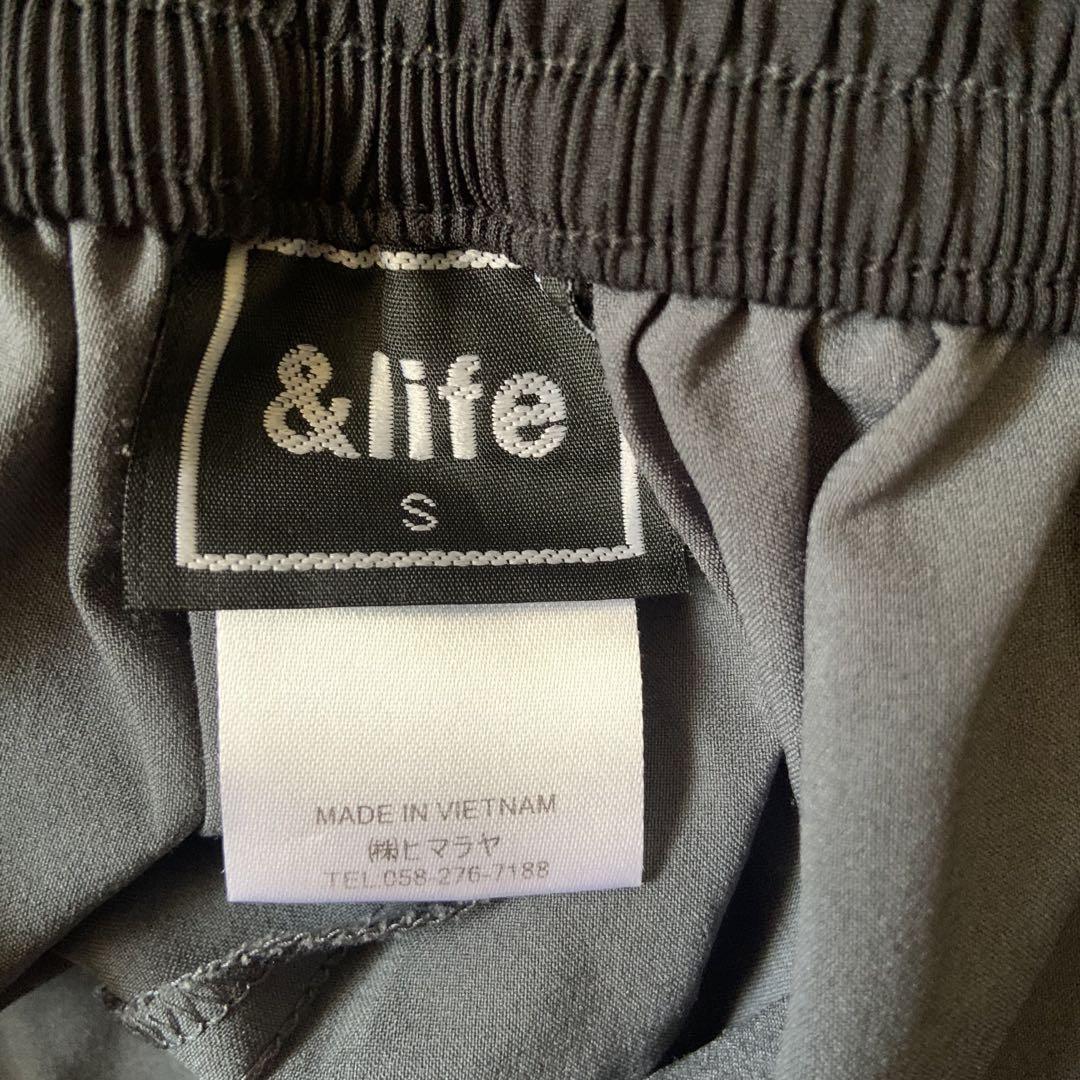 &life
S
MADE IN VIETNAM
㈱ヒマラヤ
TEL.058-276-7188